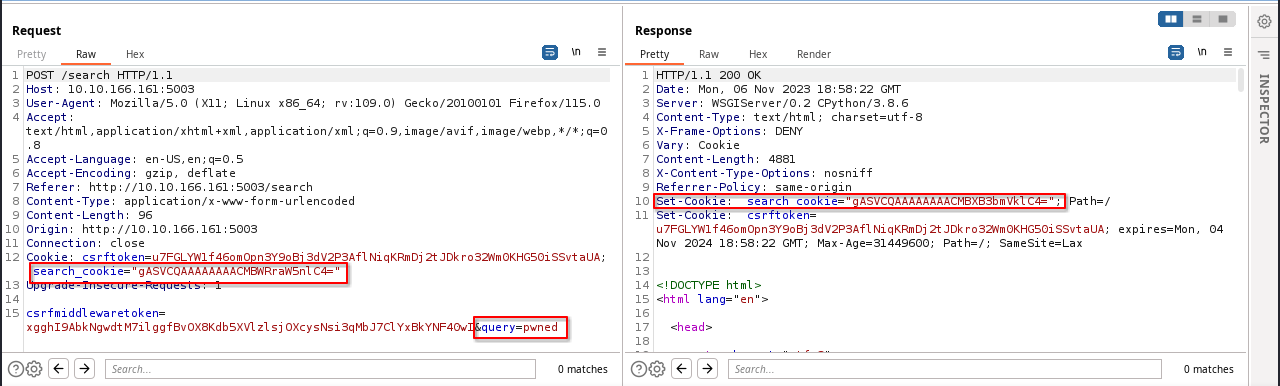 Request
Pretty Raw Hex
\n
1 POST /search HTTP/1.1
2 Host: 10.10.166.161:5003
3 User-Agent: Mozilla/5.0 (X11; Linux x86_64; rv:109.0) Gecko/20100101 Firefox/115.0
4 Accept:
text/html,application/xhtml+xml,application/xml;q=0.9,image/avif,image/webp,*/*;q=0
.8
5 Accept-Language: en-US,en;q=0.5
6 Accept-Encoding: gzip, deflate
7 Referer: http://10.10.166.161:5003/search
8 Content-Type: application/x-www-form-urlencoded
9 Content-Length: 96
10 Origin: http://10.10.166.161:5003
11 Connection: close
12 Cookie: csrftoken=u7FGLYW1f46omOpn3Y9oBj3dV2P3AflNiqKRmDj2tJDkro32Wm0KHG50iSSvtaUA;
search_cookie="gASVCQAAAAAAAACMBWRraW5nlC4="
13 Upgrade-Insecure-Requests: 1
14
15 csrfmiddlewaretoken=
xgghI9AbkNgwdtM7ilggfBvOX8Kdb5XVlzlsjOXcysNsi3qMbJ7ClYxBkYNF4OwI&query=pwned
Search...
0 matches
Response
Pretty Raw Hex Render
\n
1 HTTP/1.1 200 OK
2 Date: Mon, 06 Nov 2023 18:58:22 GMT
3 Server: WSGIServer/0.2 CPython/3.8.6
4 Content-Type: text/html; charset=utf-8
5 X-Frame-Options: DENY
6 Vary: Cookie
7 Content-Length: 4881
8 X-Content-Type-Options: nosniff
9 Referrer-Policy: same-origin
10 Set-Cookie: search_cookie="gASVCQAAAAAAAACMBXB3bmVklC4="; Path=/
11 Set-Cookie: csrftoken=
u7FGLYW1f46omOpn3Y9oBj3dV2P3AflNiqKRmDj2tJDkro32Wm0KHG50iSSvtaUA; expires=Mon, 04
Nov 2024 18:58:22 GMT; Max-Age=31449600; Path=/; SameSite=Lax
12
13
14 <!DOCTYPE html>
15 <html lang="en">
16
17 <head>
18
Search...
0 matches
INSPECTOR